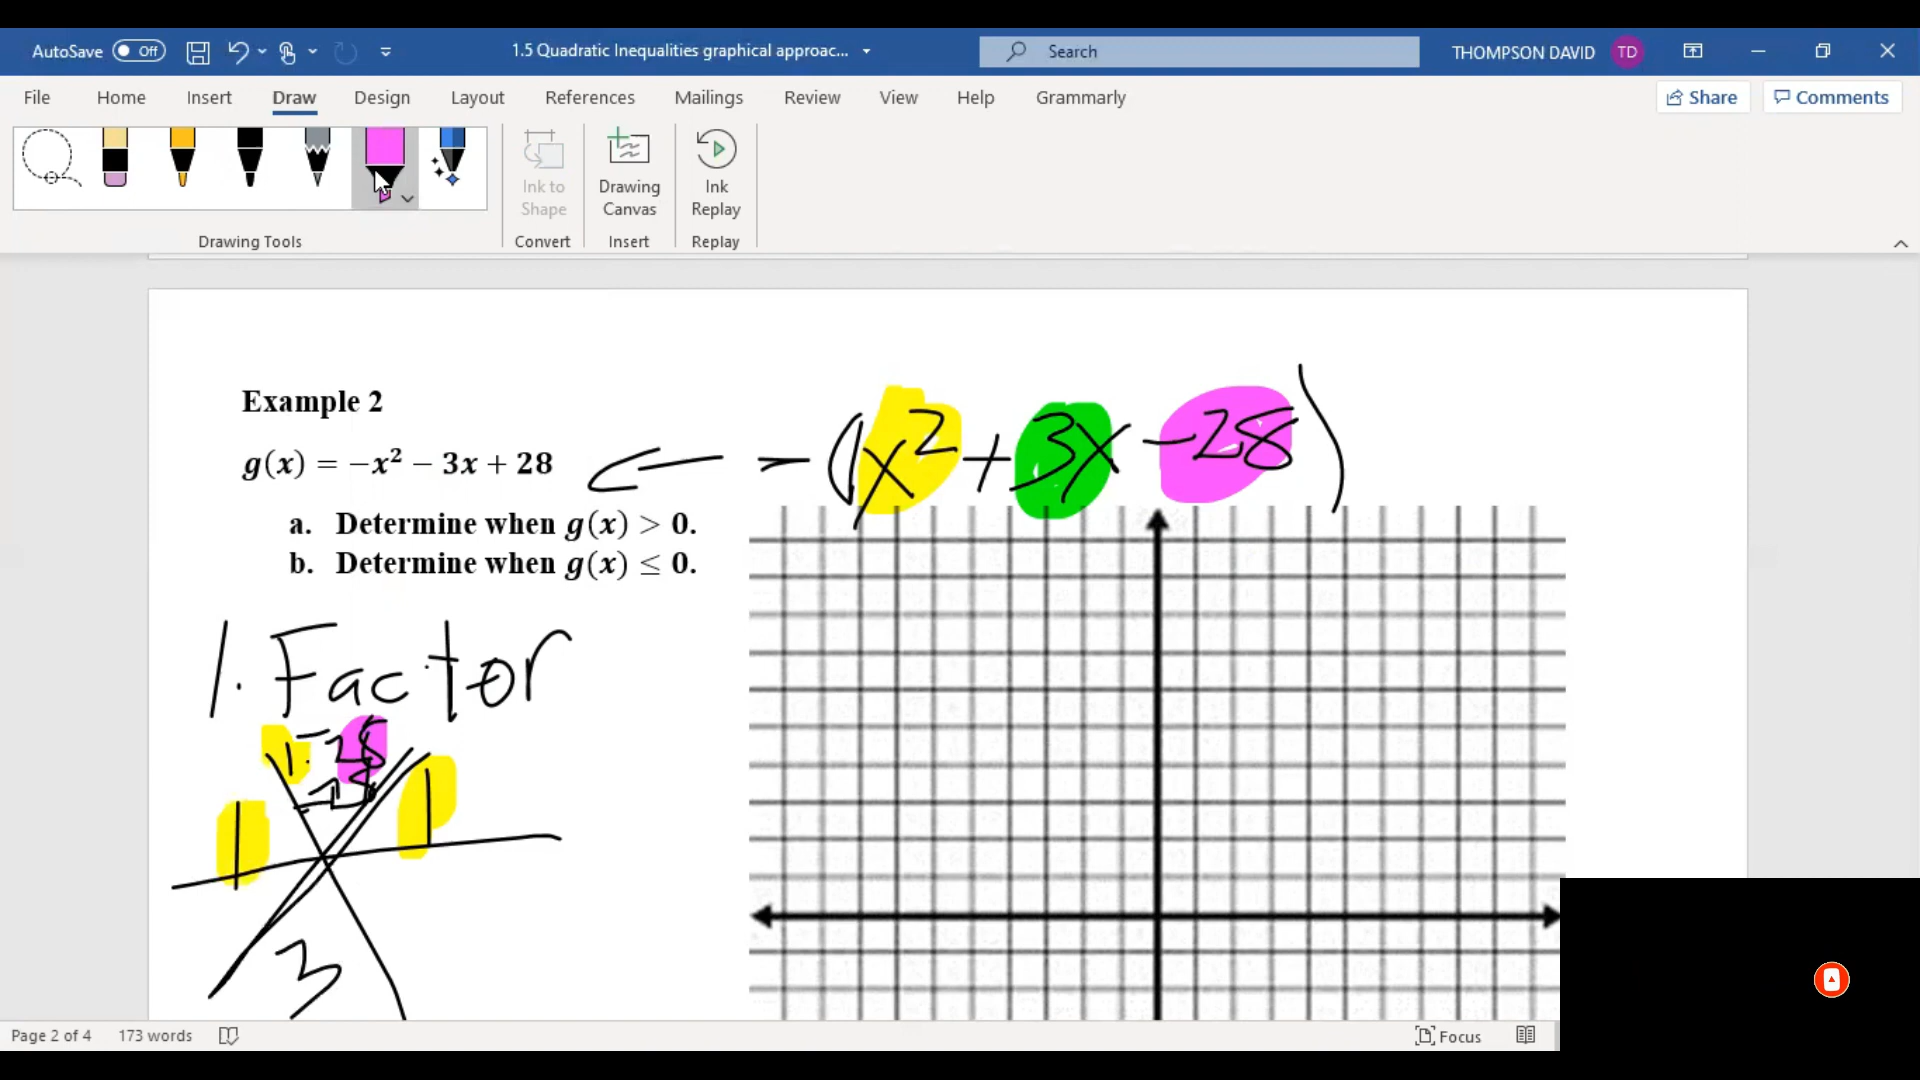 AutoSave Off 1.5 Quadratic Inequalities graphical approac... Search THOMPSON DAVID TD
File Home Insert Draw Design Layout References Mailings Review View Help Grammarly Share Comments
Ink to Shape
Drawing Canvas
Ink Replay
Drawing Tools Convert Insert Replay
Example 2
-(1x² + 3x - 28)
g(x) = −x² − 3x + 28
a. Determine when g(x) > 0.
b. Determine when g(x) ≤ 0.
1. Factor
1·-28
-28
1 1
3
Page 2 of 4 173 words Focus